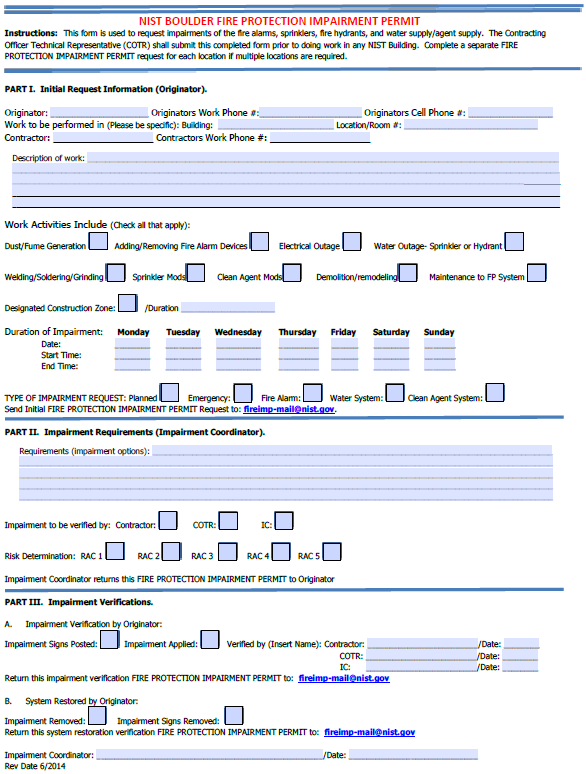 NIST BOULDER FIRE PROTECTION IMPAIRMENT PERMIT
Instructions: This form is used to request impairments of the fire alarms, sprinklers, fire hydrants, and water supply/agent supply. The Contracting
Officer Technical Representative (COTR) shall submit this completed form prior to doing work in any NIST Building. Complete a separate FIRE
PROTECTION IMPAIRMENT PERMIT request for each location if multiple locations are required.
PART I. Initial Request Information (Originator).
Originator: Originators Work Phone #: Originators Cell Phone #:
Work to be performed in (Please be specific): Building: Location/Room #:
Contractor: Contractors Work Phone #:
Description of work:
Work Activities Include (Check all that apply):
Dust/Fume Generation Adding/Removing Fire Alarm Devices Electrical Outage Water Outage- Sprinkler or Hydrant
Welding/Soldering/Grinding Sprinkler Mods Clean Agent Mods Demolition/remodeling Maintenance to FP System
Designated Construction Zone: /Duration
Duration of Impairment: Monday Tuesday Wednesday Thursday Friday Saturday Sunday
Date:
Start Time:
End Time:
TYPE OF IMPAIRMENT REQUEST: Planned Emergency: Fire Alarm: Water System: Clean Agent System:
Send Initial FIRE PROTECTION IMPAIRMENT PERMIT Request to: fireimp-mail@nist.gov.
PART II. Impairment Requirements (Impairment Coordinator).
Requirements (impairment options):
Impairment to be verified by: Contractor: COTR: IC:
Risk Determination: RAC 1 RAC 2 RAC 3 RAC 4 RAC 5
Impairment Coordinator returns this FIRE PROTECTION IMPAIRMENT PERMIT to Originator
PART III. Impairment Verifications.
A. Impairment Verification by Originator:
Impairment Signs Posted: Impairment Applied: Verified by (Insert Name): Contractor: /Date:
COTR: /Date:
IC: /Date:
Return this impairment verification FIRE PROTECTION IMPAIRMENT PERMIT to: fireimp-mail@nist.gov
B. System Restored by Originator:
Impairment Removed: Impairment Signs Removed:
Return this system restoration verification FIRE PROTECTION IMPAIRMENT PERMIT to: fireimp-mail@nist.gov
Impairment Coordinator: /Date:
Rev Date 6/2014